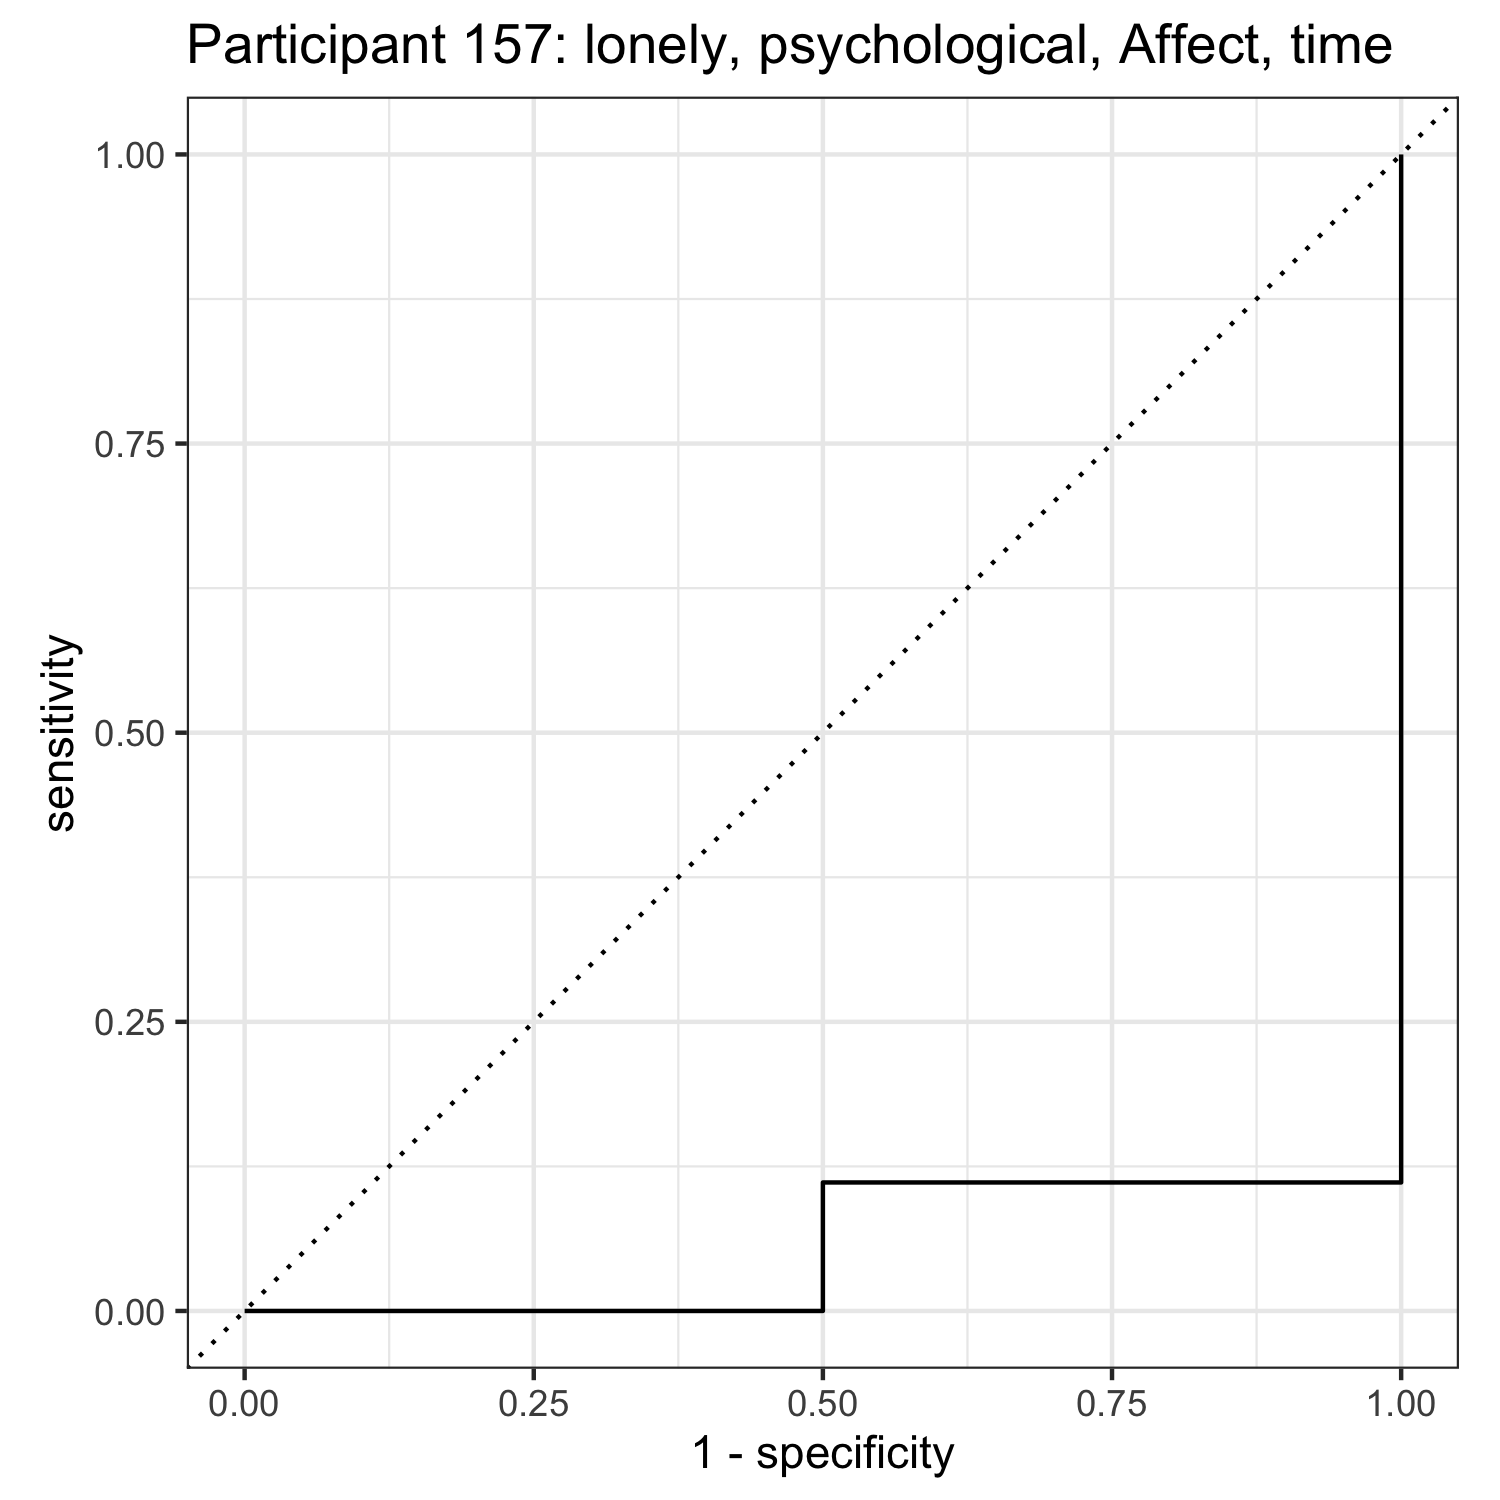 Participant 157: lonely, psychological, Affect, time
1.00
0.75
0.50
0.25
0.00
sensitivity
0.00 0.25 0.50 0.75 1.00
1 - specificity